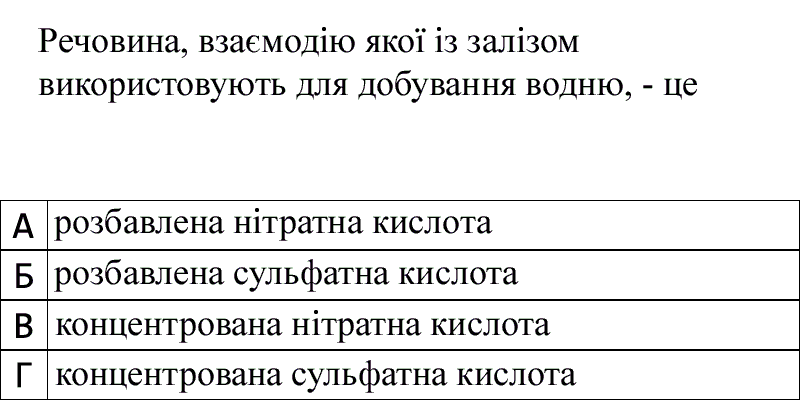 Речовина, взаємодію якої із залізом
використовують для добування водню, - це
А розбавлена нітратна кислота
Б розбавлена сульфатна кислота
В концентрована нітратна кислота
Г концентрована сульфатна кислота